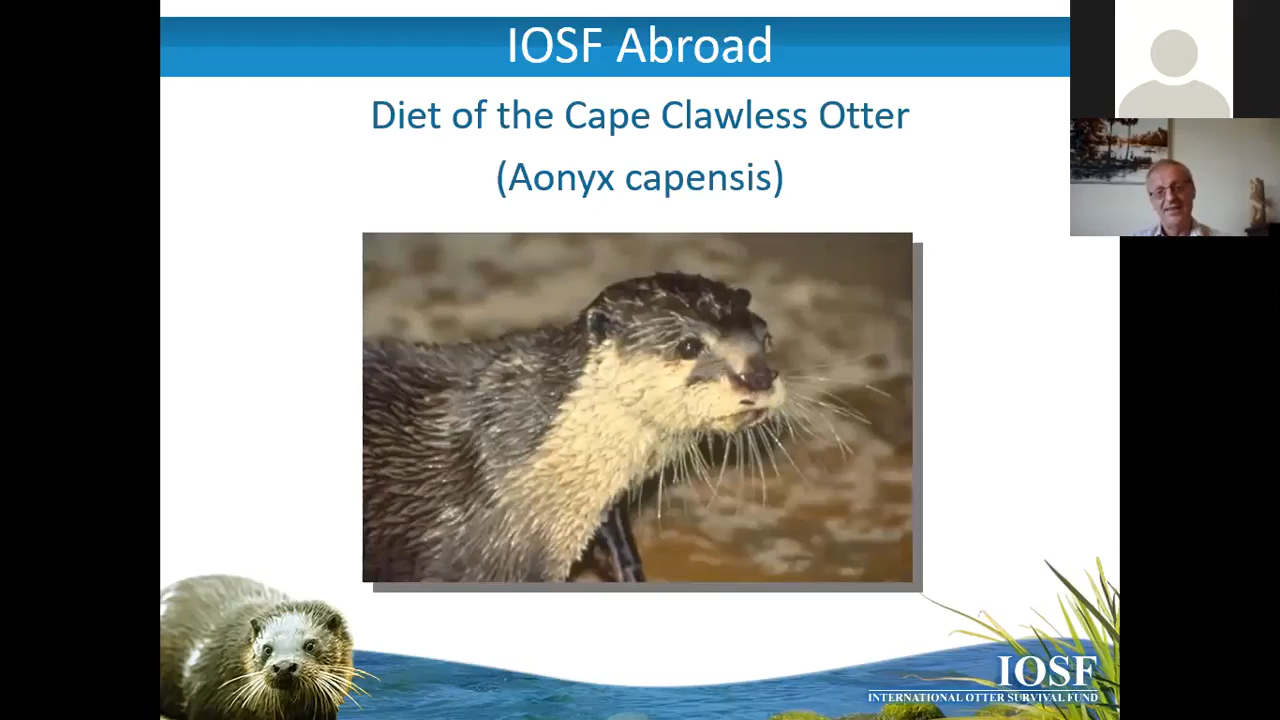 IOSF Abroad
Diet of the Cape Clawless Otter
(Aonyx capensis)
IOSF
INTERNATIONAL OTTER SURVIVAL FUND